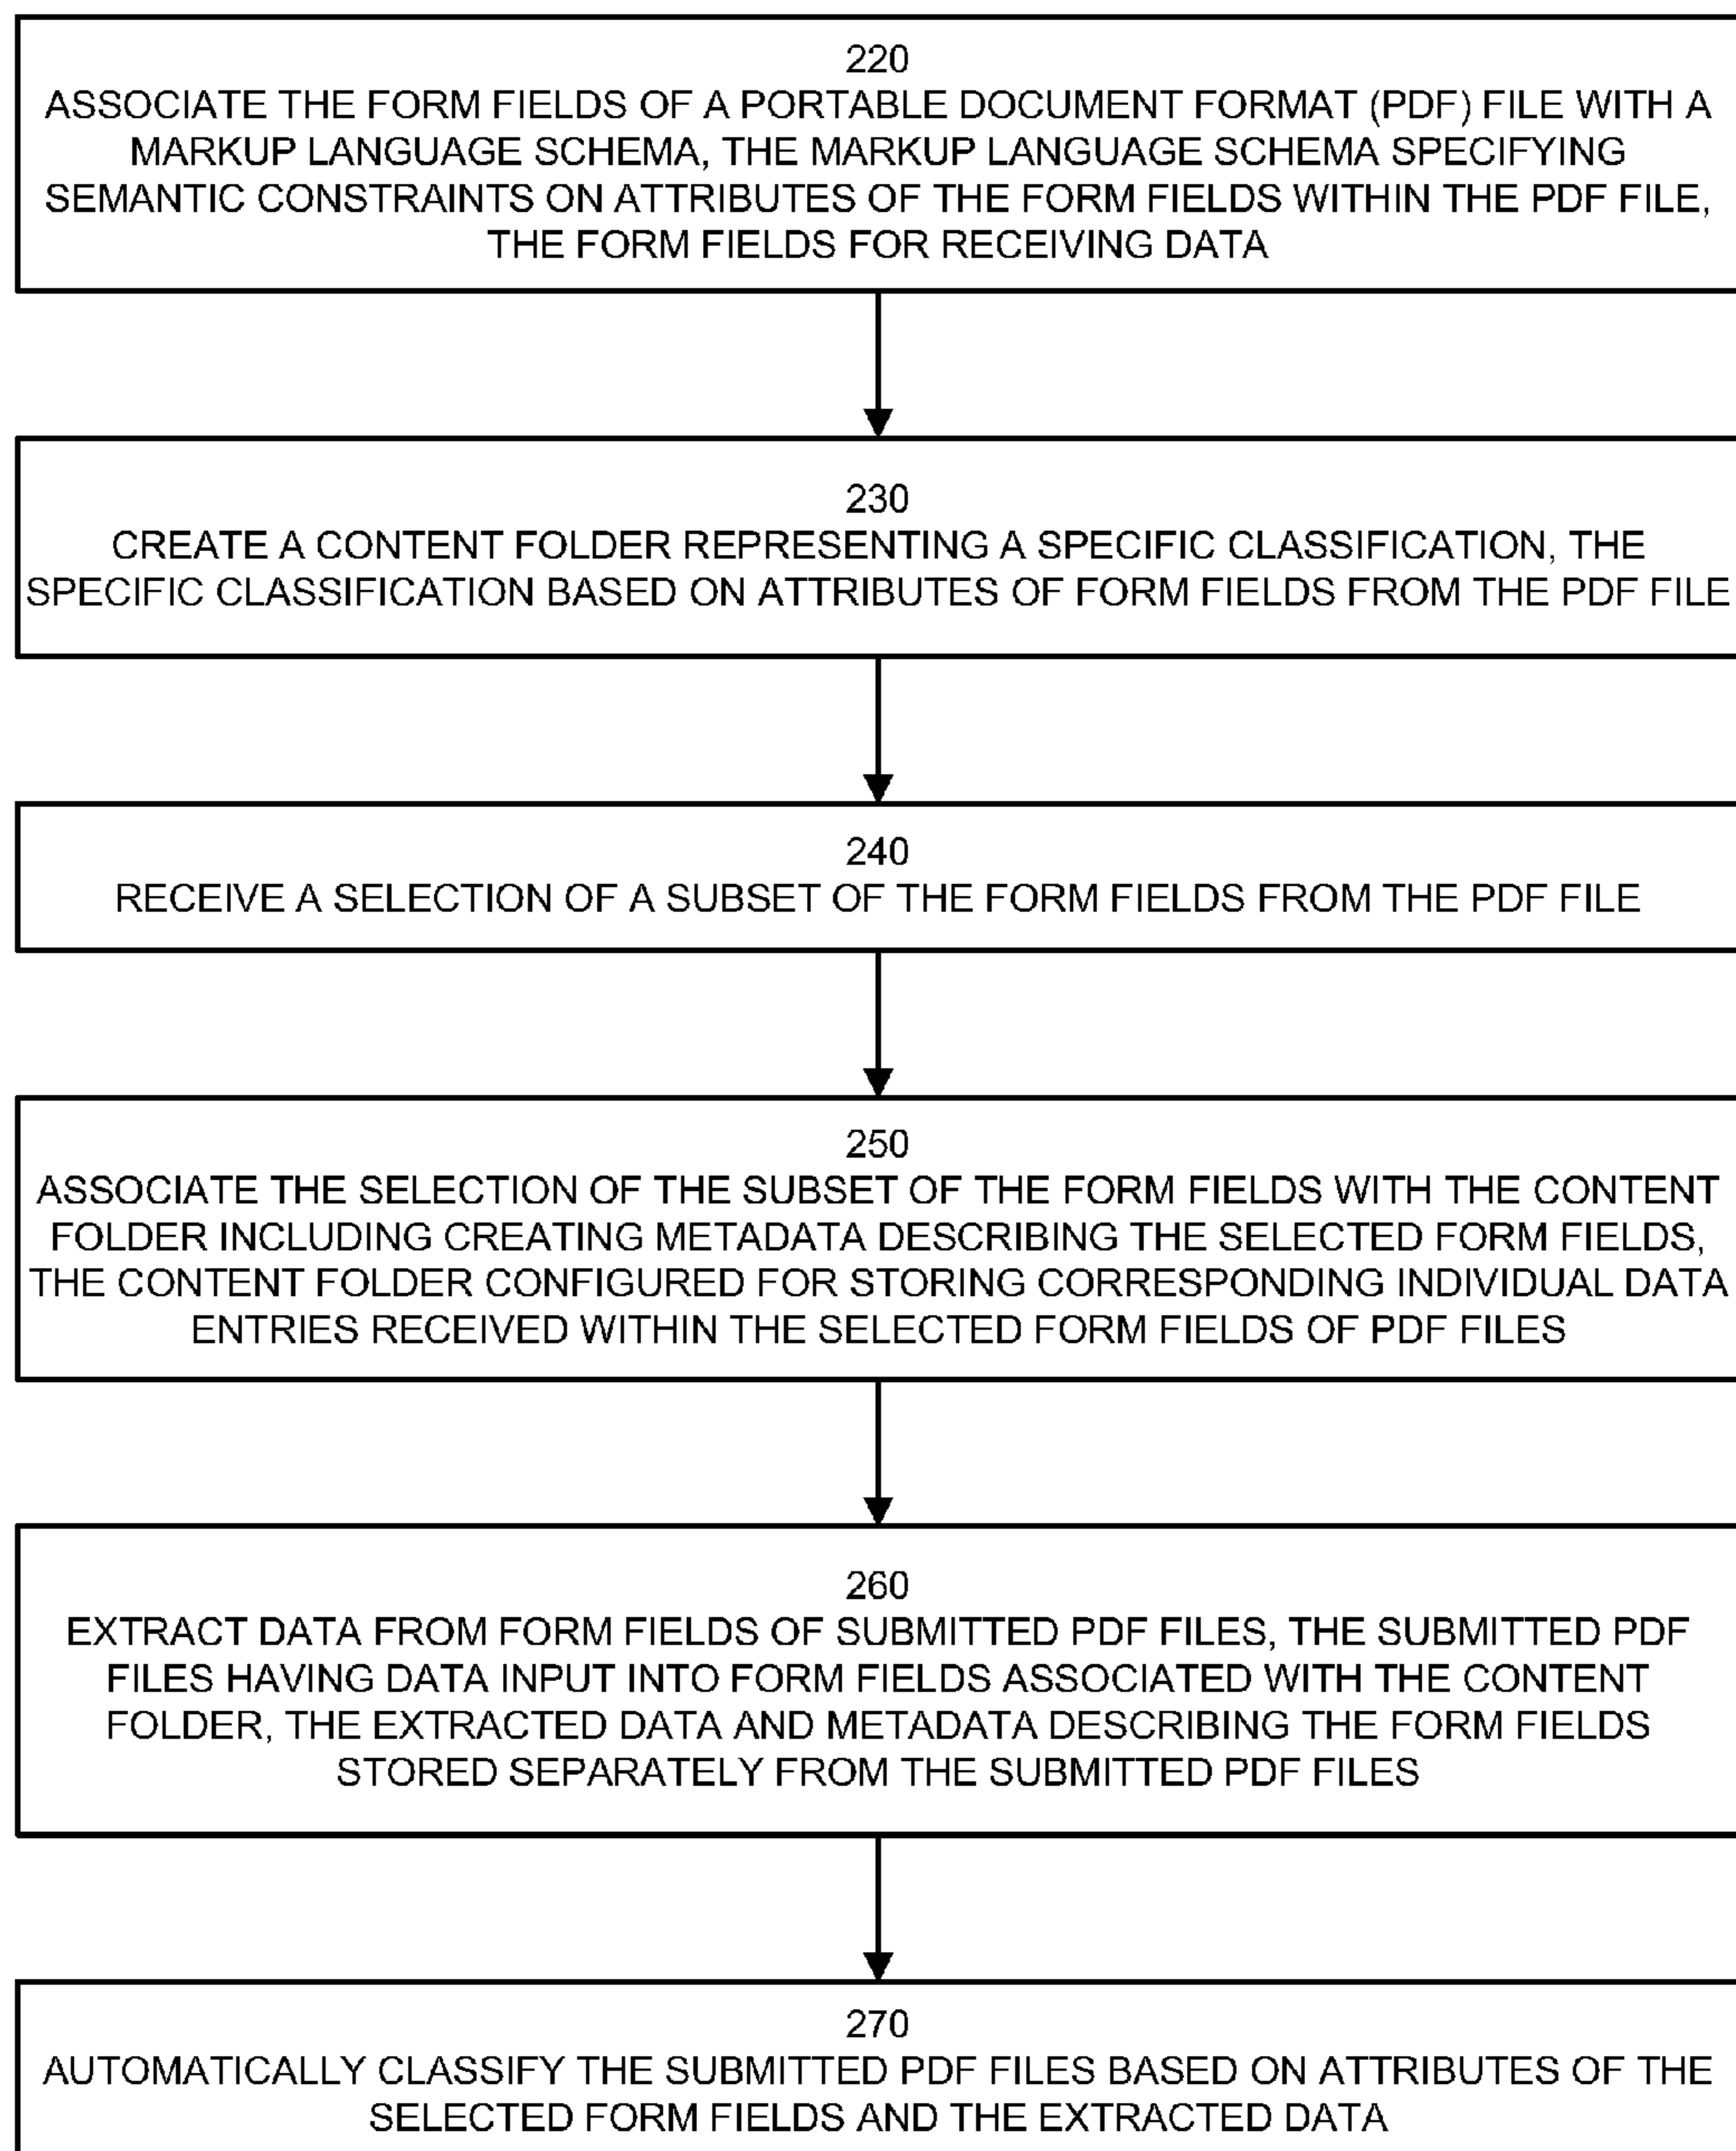 220
ASSOCIATE THE FORM FIELDS OF A PORTABLE DOCUMENT FORMAT (PDF) FILE WITH A
MARKUP LANGUAGE SCHEMA, THE MARKUP LANGUAGE SCHEMA SPECIFYING
SEMANTIC CONSTRAINTS ON ATTRIBUTES OF THE FORM FIELDS WITHIN THE PDF FILE,
THE FORM FIELDS FOR RECEIVING DATA
230
CREATE A CONTENT FOLDER REPRESENTING A SPECIFIC CLASSIFICATION, THE
SPECIFIC CLASSIFICATION BASED ON ATTRIBUTES OF FORM FIELDS FROM THE PDF FILE
240
RECEIVE A SELECTION OF A SUBSET OF THE FORM FIELDS FROM THE PDF FILE
250
ASSOCIATE THE SELECTION OF THE SUBSET OF THE FORM FIELDS WITH THE CONTENT
FOLDER INCLUDING CREATING METADATA DESCRIBING THE SELECTED FORM FIELDS,
THE CONTENT FOLDER CONFIGURED FOR STORING CORRESPONDING INDIVIDUAL DATA
ENTRIES RECEIVED WITHIN THE SELECTED FORM FIELDS OF PDF FILES
260
EXTRACT DATA FROM FORM FIELDS OF SUBMITTED PDF FILES, THE SUBMITTED PDF
FILES HAVING DATA INPUT INTO FORM FIELDS ASSOCIATED WITH THE CONTENT
FOLDER, THE EXTRACTED DATA AND METADATA DESCRIBING THE FORM FIELDS
STORED SEPARATELY FROM THE SUBMITTED PDF FILES
270
AUTOMATICALLY CLASSIFY THE SUBMITTED PDF FILES BASED ON ATTRIBUTES OF THE
SELECTED FORM FIELDS AND THE EXTRACTED DATA